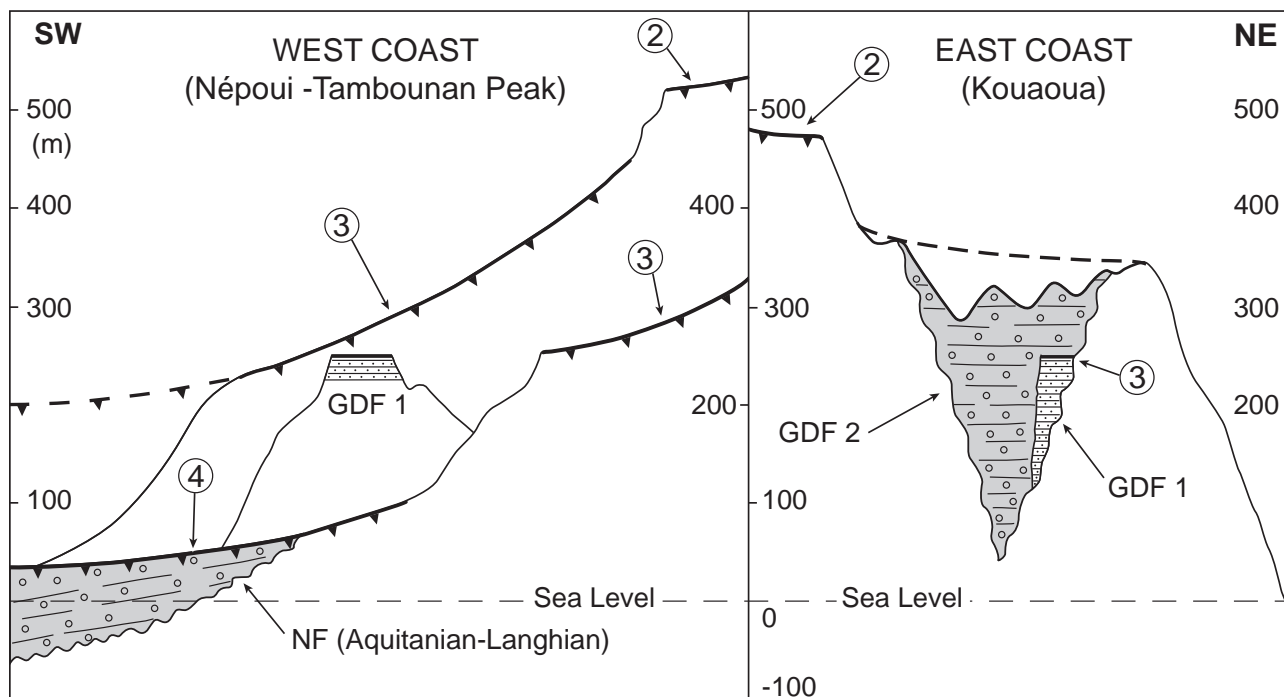 SW
WEST COAST
(Népoui -Tambounan Peak)
2
500
(m)
400
3
3
300
GDF 1
200
4
100
Sea Level
NF (Aquitanian-Langhian)
EAST COAST
NE
(Kouaoua)
2
500
500
400
400
300
300
3
200
200
GDF 2
GDF 1
100
100
Sea Level
0
-100